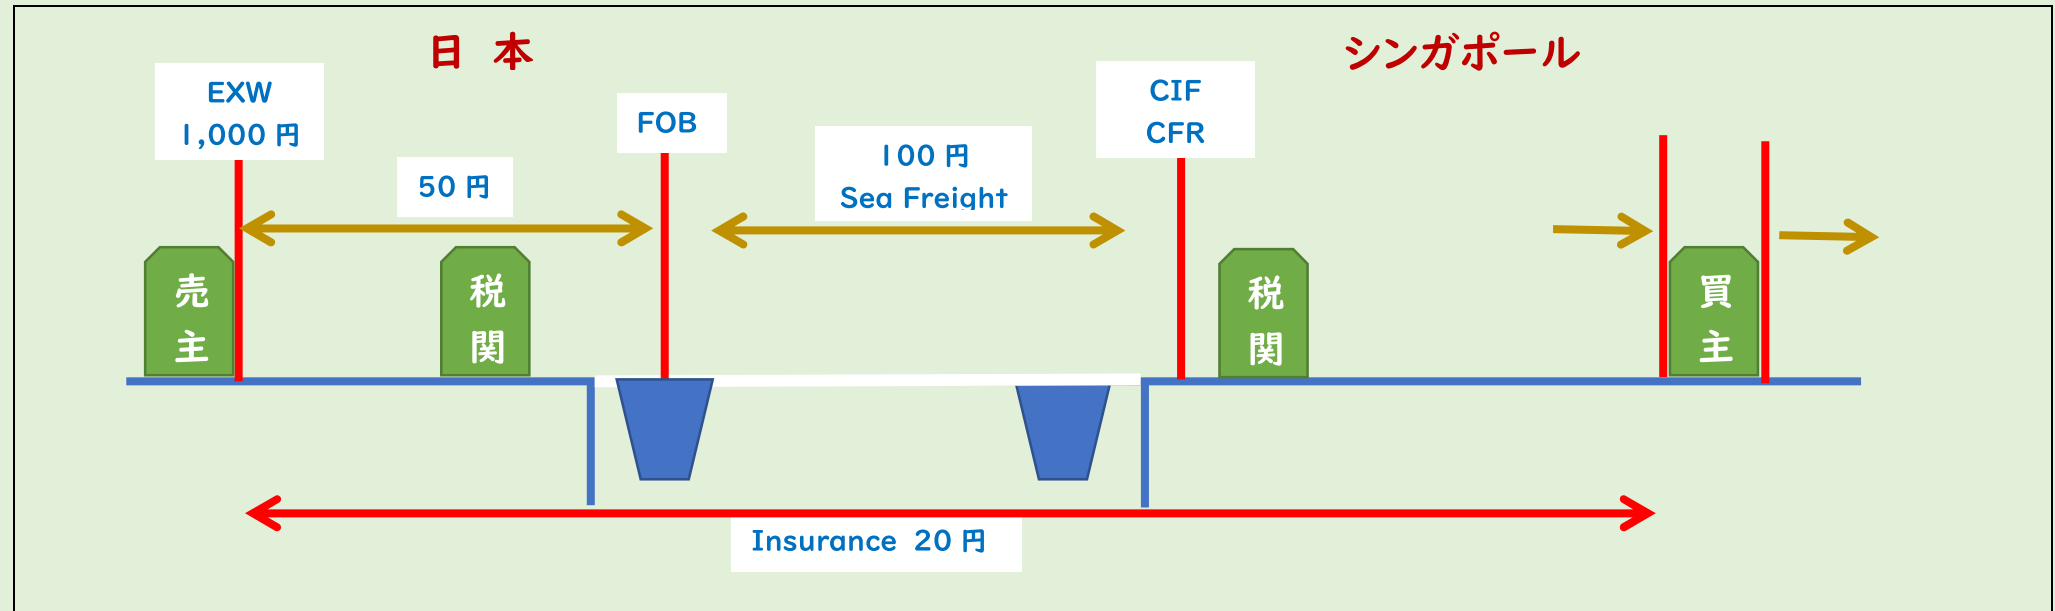 日 本
シンガポール
EXW
1,000 円
FOB
CIF
CFR
50 円
100 円
Sea Freight
売
主
税
関
税
関
買
主
Insurance 20 円